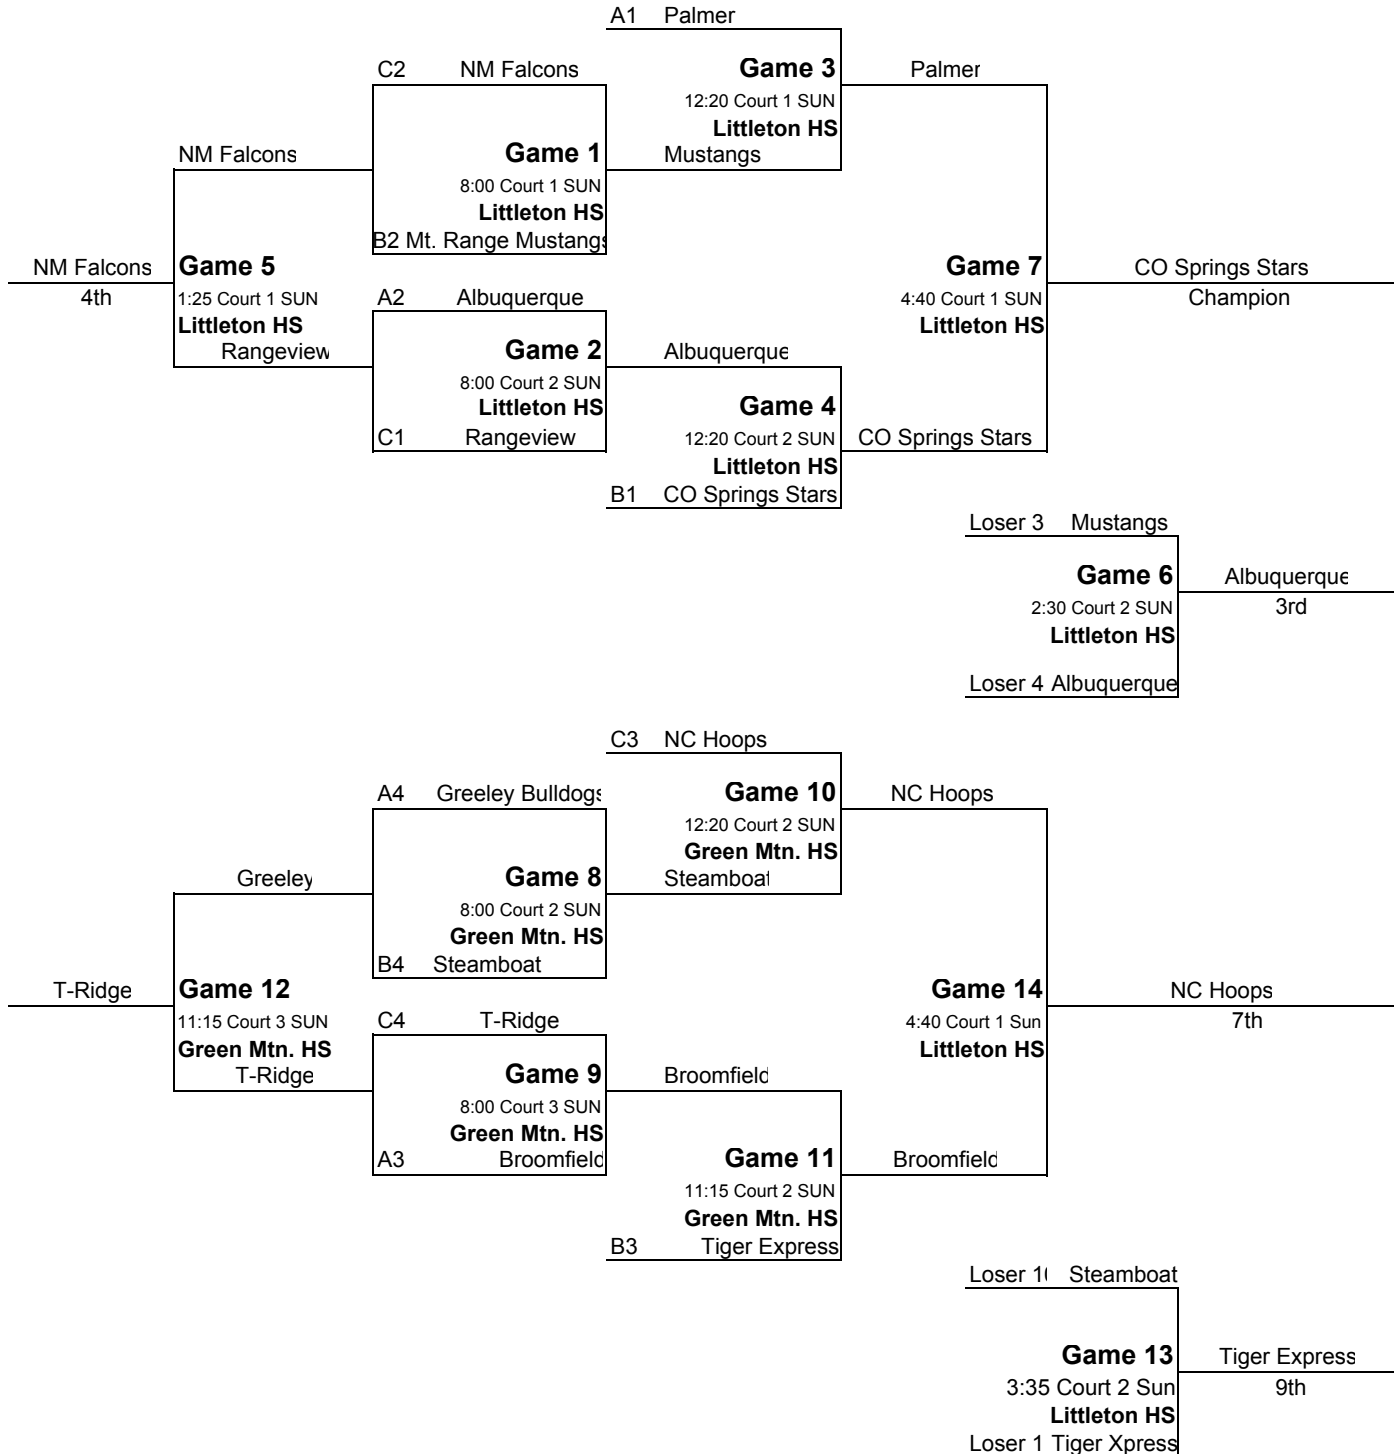 A1 Palmer
C2 NM Falcons
Game 3
Palmer
12:20 Court 1 SUN
Littleton HS
NM Falcons
Game 1
Mustangs
8:00 Court 1 SUN
Littleton HS
B2 Mt. Range Mustangs
NM Falcons
4th
Game 5
1:25 Court 1 SUN
Littleton HS
Rangeview
Game 7
4:40 Court 1 SUN
Littleton HS
CO Springs Stars
Champion
A2 Albuquerque
Game 2
8:00 Court 2 SUN
Littleton HS
C1 Rangeview
Albuquerque
Game 4
12:20 Court 2 SUN
Littleton HS
B1 CO Springs Stars
CO Springs Stars
Loser 3 Mustangs
Game 6
2:30 Court 2 SUN
Littleton HS
Loser 4 Albuquerque
Albuquerque
3rd
C3 NC Hoops
A4 Greeley Bulldogs
Game 10
12:20 Court 2 SUN
Green Mtn. HS
NC Hoops
Greeley
Game 8
8:00 Court 2 SUN
Green Mtn. HS
B4 Steamboat
Steamboat
T-Ridge
Game 12
11:15 Court 3 SUN
Green Mtn. HS
T-Ridge
C4 T-Ridge
Game 9
8:00 Court 3 SUN
Green Mtn. HS
A3 Broomfield
Broomfield
Game 14
4:40 Court 1 Sun
Littleton HS
NC Hoops
7th
Game 11
11:15 Court 2 SUN
Green Mtn. HS
B3 Tiger Express
Broomfield
Loser 1 Steamboat
Game 13
3:35 Court 2 Sun
Littleton HS
Loser 1 Tiger Xpress
Tiger Express
9th